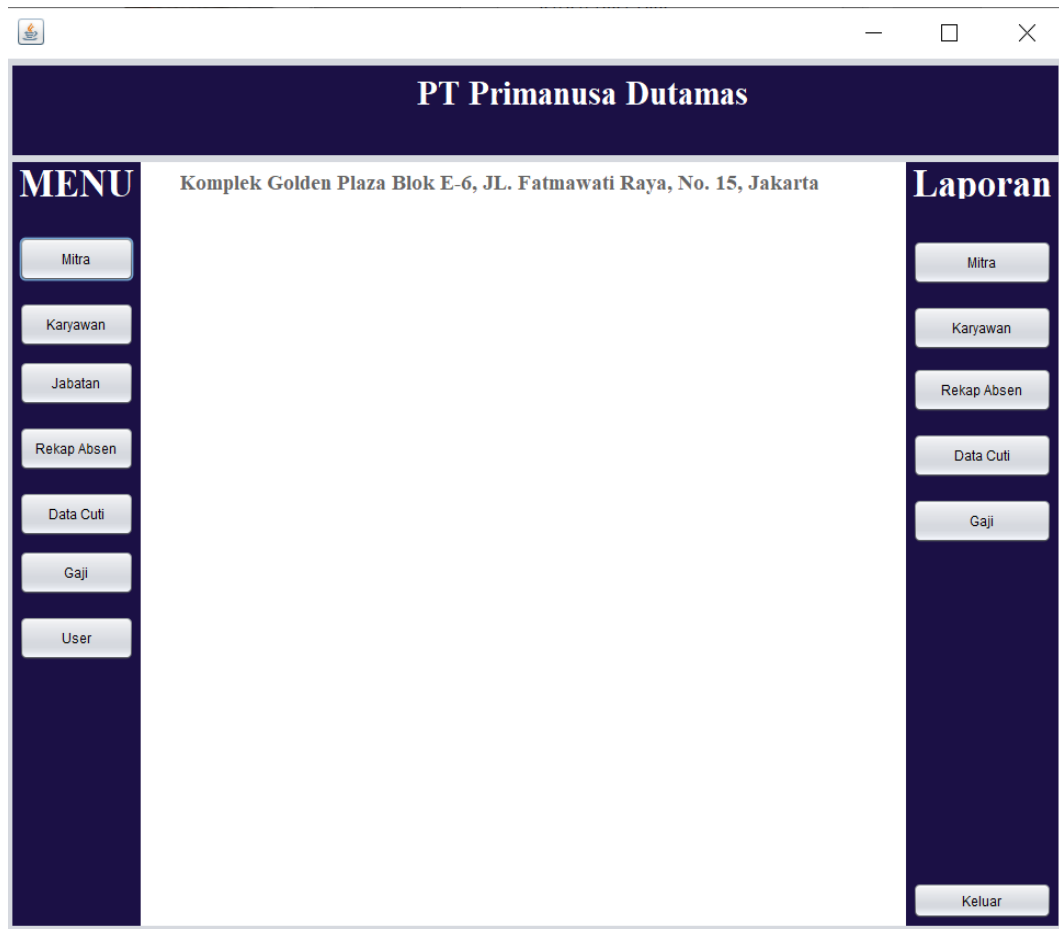 PT Primanusa Dutamas
MENU
Mitra
Karyawan
Jabatan
Rekap Absen
Data Cuti
Gaji
User
Komplek Golden Plaza Blok E-6, JL. Fatmawati Raya, No. 15, Jakarta
Laporan
Mitra
Karyawan
Rekap Absen
Data Cuti
Gaji
Keluar